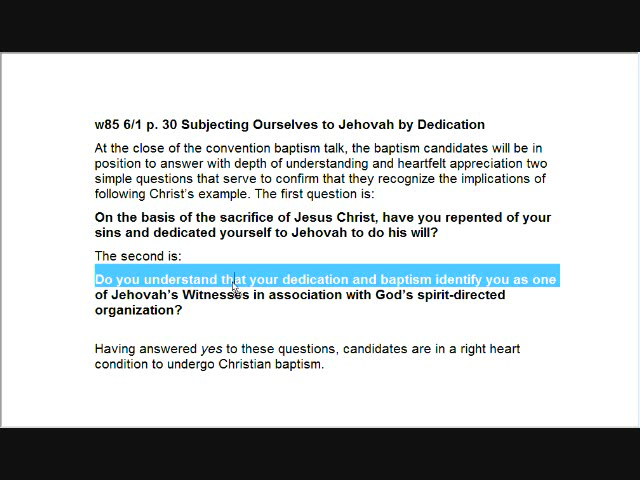 w85 6/1 p. 30 Subjecting Ourselves to Jehovah by Dedication
At the close of the convention baptism talk, the baptism candidates will be in
position to answer with depth of understanding and heartfelt appreciation two
simple questions that serve to confirm that they recognize the implications of
following Christ's example. The first question is:
On the basis of the sacrifice of Jesus Christ, have you repented of your
sins and dedicated yourself to Jehovah to do his will?
The second is:
Do you understand that your dedication and baptism identify you as one
of Jehovah's Witnesses in association with God's spirit-directed
organization?
Having answered yes to these questions, candidates are in a right heart
condition to undergo Christian baptism.